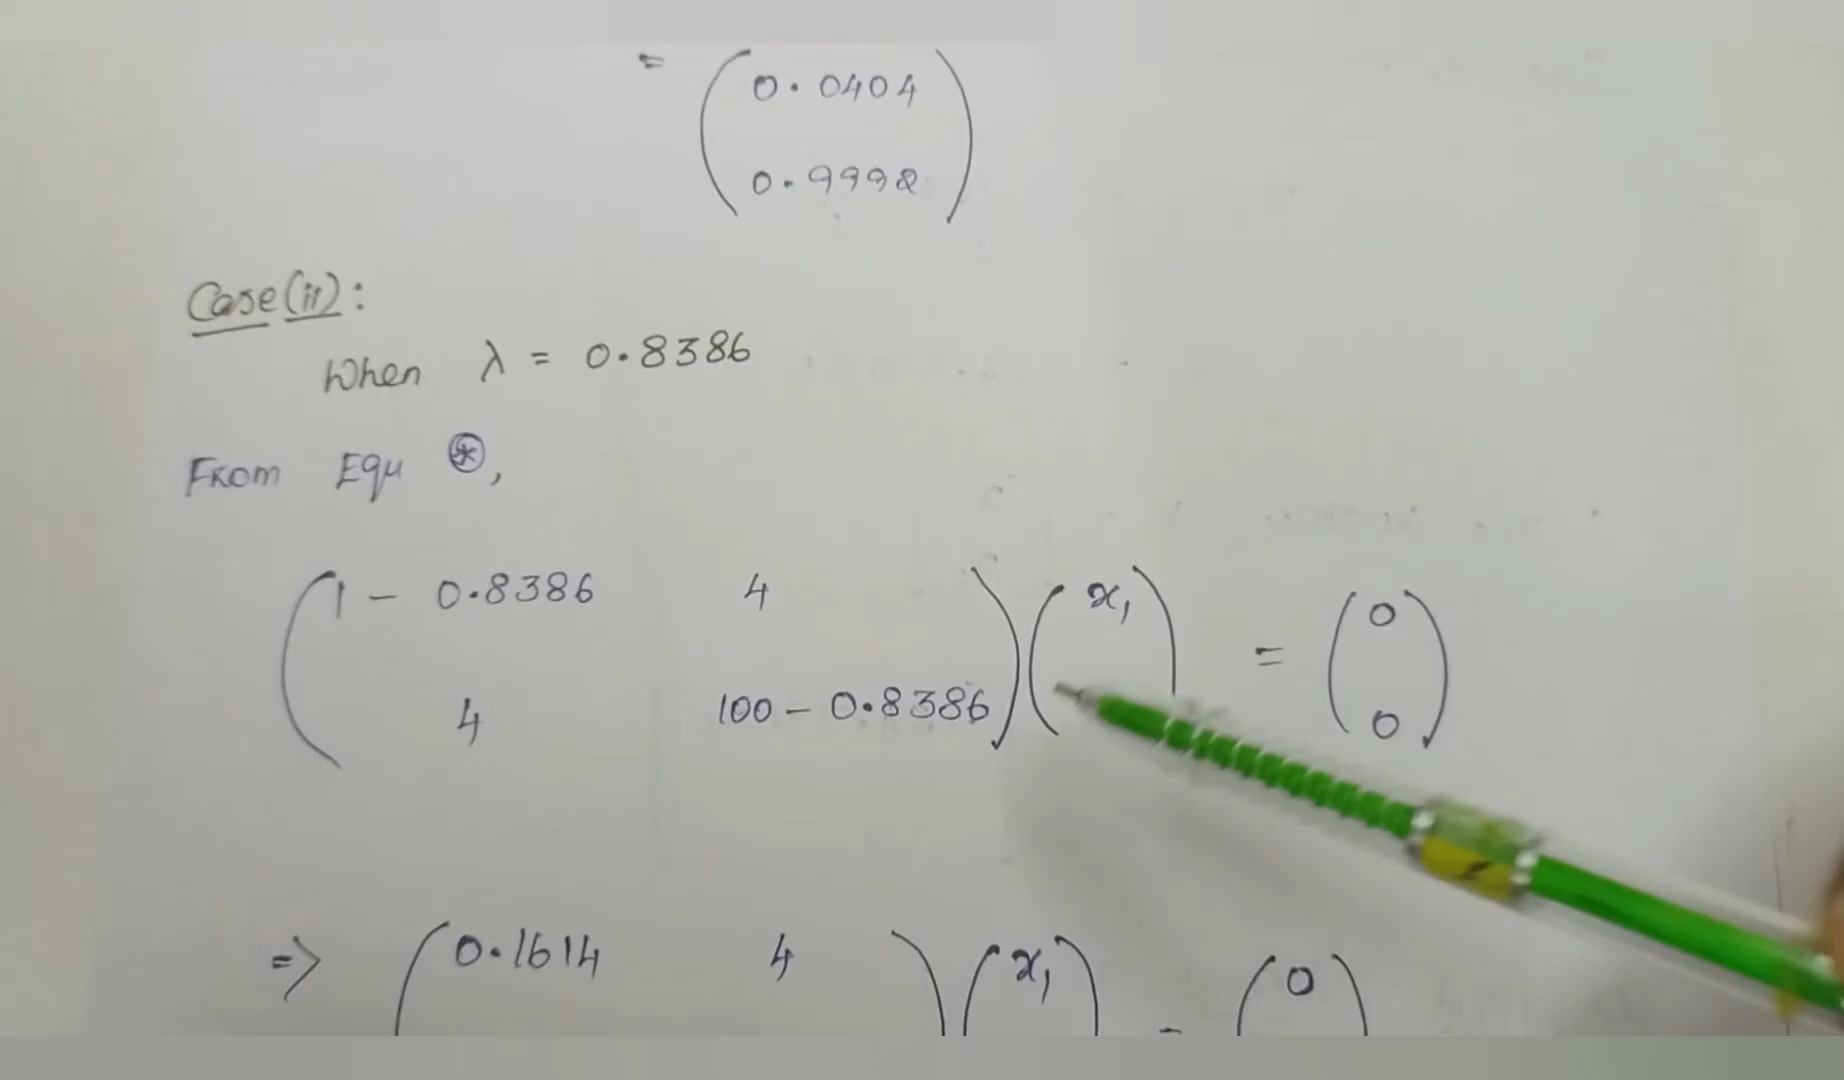 = ( 0.0404
0.9992 )
Case(ii):
When λ = 0.8386
From Equ ⊛,
( 1 - 0.8386 4 ) ( x₁ ) = ( 0
4 100 - 0.8386 0 )
=> ( 0.1614 4 ) ( x₁ ) = ( 0 )